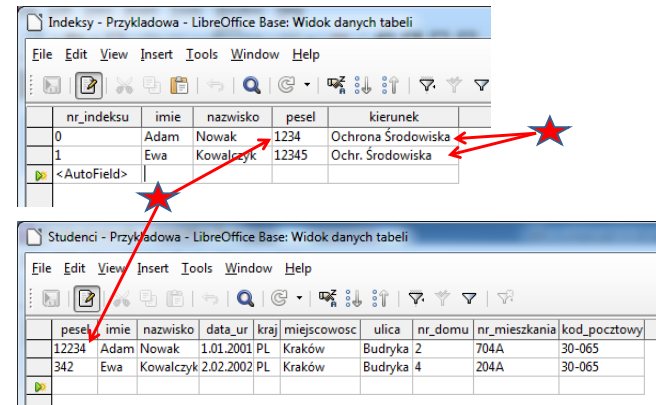 Indeksy - Przykladowa - LibreOffice Base: Widok danych tabeli
File Edit View Insert Tools Window Help
nr_indeksu imie nazwisko pesel kierunek
0 Adam Nowak 1234 Ochrona Środowiska
1 Ewa Kowalczyk 12345 Ochr. Środowiska
<AutoField>
Studenci - Przykladowa - LibreOffice Base: Widok danych tabeli
File Edit View Insert Tools Window Help
pesel imie nazwisko data_ur kraj miejscowosc ulica nr_domu nr_mieszkania kod_pocztowy
12234 Adam Nowak 1.01.2001 PL Kraków Budryka 2 704A 30-065
342 Ewa Kowalczyk 2.02.2002 PL Kraków Budryka 4 204A 30-065